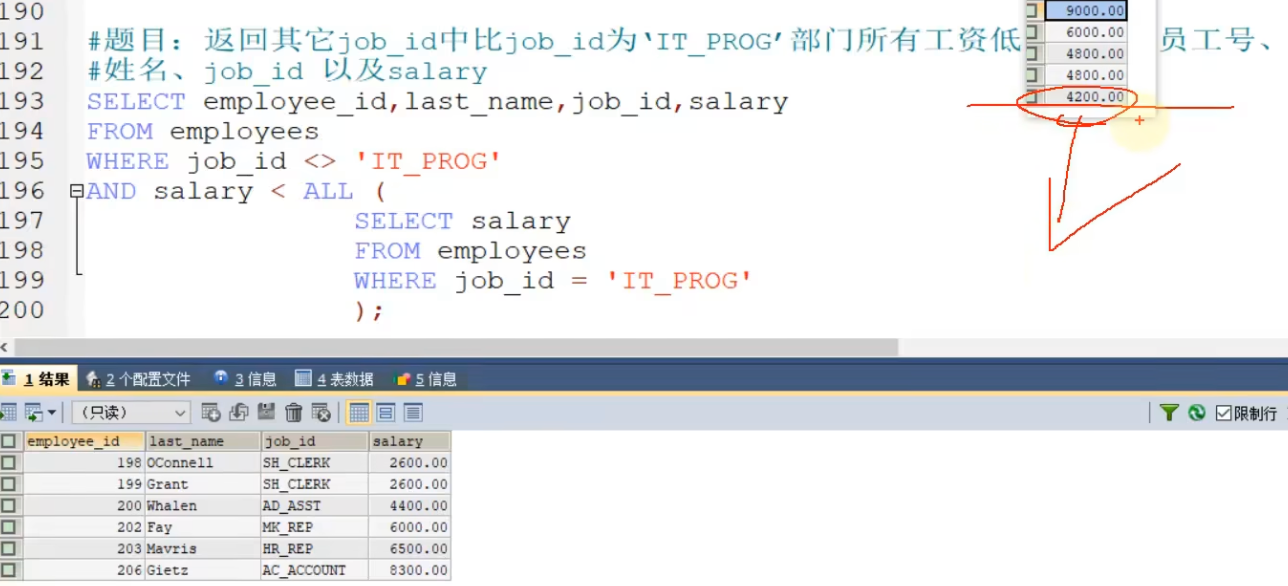 190
9000.00
191 #题目：返回其它job_id中比job_id为‘IT_PROG’部门所有工资低 员工号、
6000.00
192 #姓名、job_id 以及salary
4800.00
4800.00
193 SELECT employee_id,last_name,job_id,salary
4200.00
194 FROM employees
195 WHERE job_id <> 'IT_PROG'
196 AND salary < ALL (
197 SELECT salary
198 FROM employees
199 WHERE job_id = 'IT_PROG'
200 );
1 结果 2 个配置文件 3 信息 4 表数据 5 信息
（只读） 限制行
employee_id last_name job_id salary
198 OConnell SH_CLERK 2600.00
199 Grant SH_CLERK 2600.00
200 Whalen AD_ASST 4400.00
202 Fay MK_REP 6000.00
203 Mavris HR_REP 6500.00
206 Gietz AC_ACCOUNT 8300.00